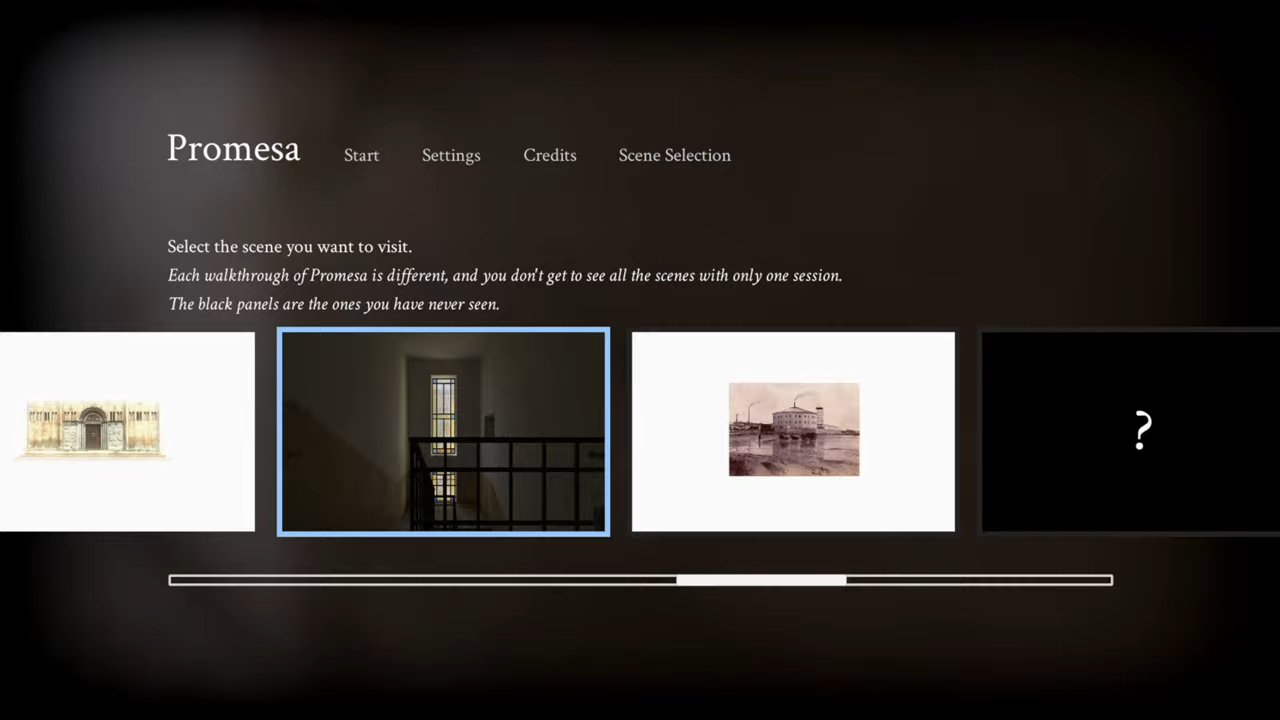 Promesa Start Settings Credits Scene Selection
Select the scene you want to visit.
Each walkthrough of Promesa is different, and you don't get to see all the scenes with only one session.
The black panels are the ones you have never seen.
?